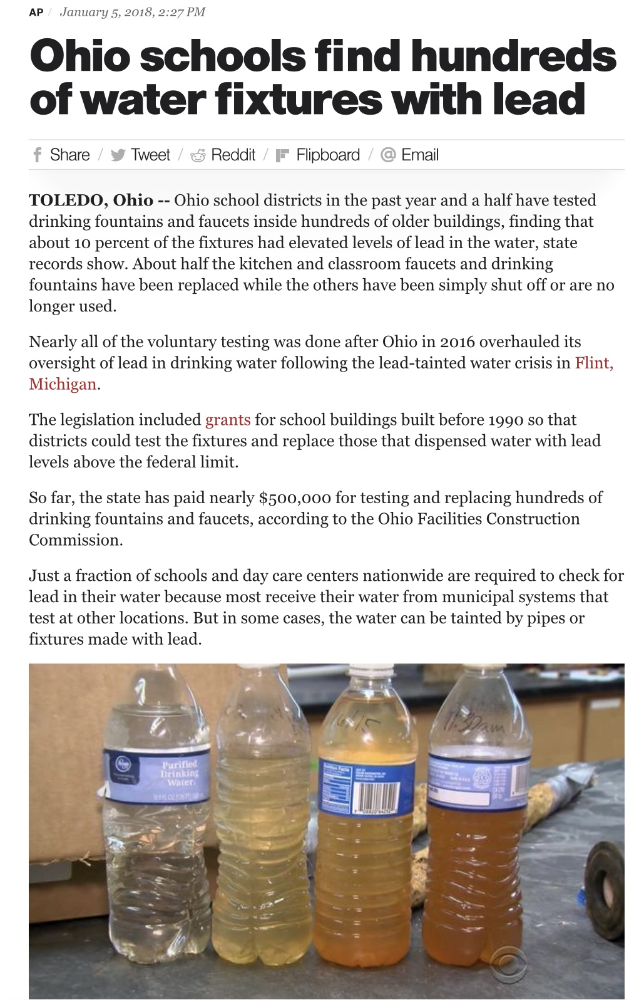 AP / January 5, 2018, 2:27 PM
Ohio schools find hundreds
of water fixtures with lead
Share / Tweet / Reddit / Flipboard / Email
TOLEDO, Ohio -- Ohio school districts in the past year and a half have tested
drinking fountains and faucets inside hundreds of older buildings, finding that
about 10 percent of the fixtures had elevated levels of lead in the water, state
records show. About half the kitchen and classroom faucets and drinking
fountains have been replaced while the others have been simply shut off or are no
longer used.
Nearly all of the voluntary testing was done after Ohio in 2016 overhauled its
oversight of lead in drinking water following the lead-tainted water crisis in Flint,
Michigan.
The legislation included grants for school buildings built before 1990 so that
districts could test the fixtures and replace those that dispensed water with lead
levels above the federal limit.
So far, the state has paid nearly $500,000 for testing and replacing hundreds of
drinking fountains and faucets, according to the Ohio Facilities Construction
Commission.
Just a fraction of schools and day care centers nationwide are required to check for
lead in their water because most receive their water from municipal systems that
test at other locations. But in some cases, the water can be tainted by pipes or
fixtures made with lead.
Purified
Drinking
Water
Nutrition Facts
11:30am